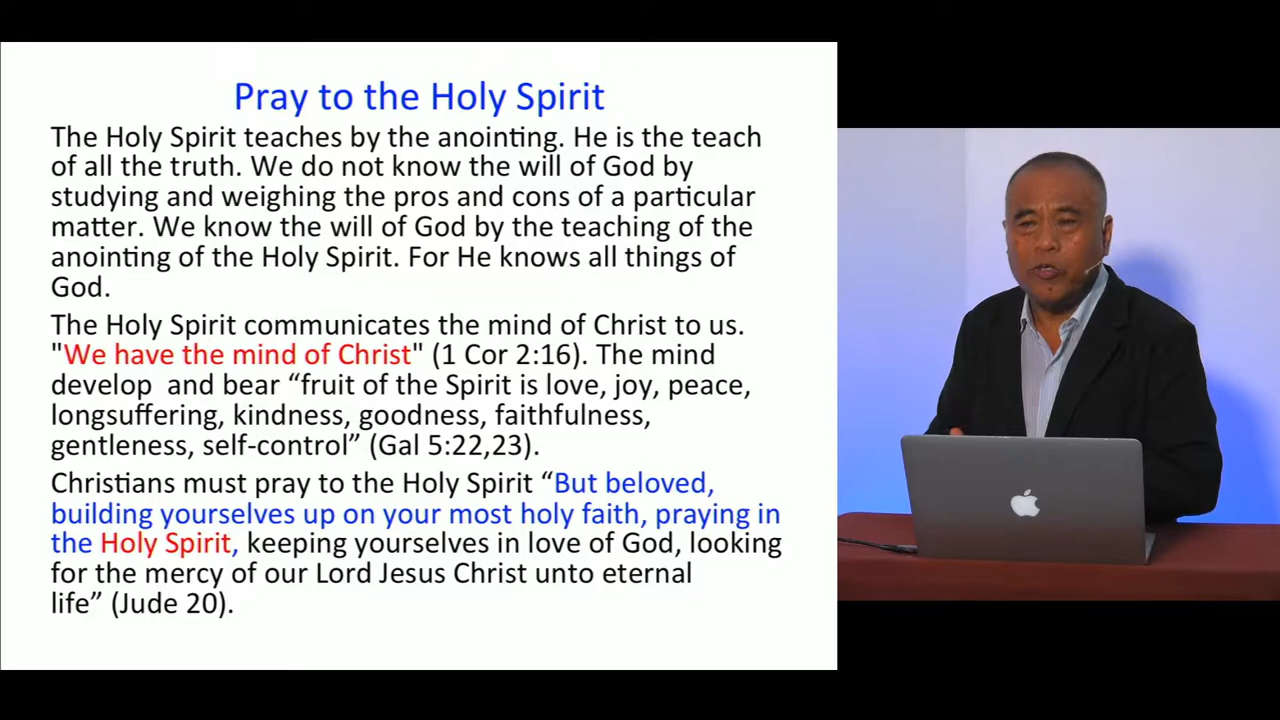 Pray to the Holy Spirit
The Holy Spirit teaches by the anointing. He is the teach
of all the truth. We do not know the will of God by
studying and weighing the pros and cons of a particular
matter. We know the will of God by the teaching of the
anointing of the Holy Spirit. For He knows all things of
God.
The Holy Spirit communicates the mind of Christ to us.
"We have the mind of Christ" (1 Cor 2:16). The mind
develop  and bear “fruit of the Spirit is love, joy, peace,
longsuffering, kindness, goodness, faithfulness,
gentleness, self-control” (Gal 5:22,23).
Christians must pray to the Holy Spirit “But beloved,
building yourselves up on your most holy faith, praying in
the Holy Spirit, keeping yourselves in love of God, looking
for the mercy of our Lord Jesus Christ unto eternal
life” (Jude 20).